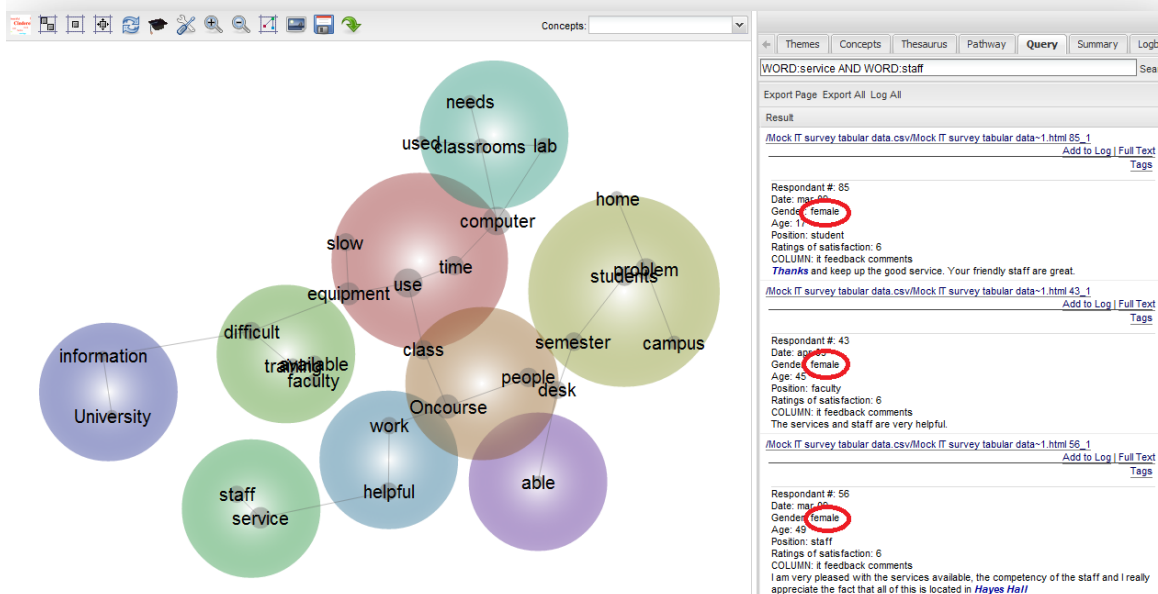 Concepts:
needs
used
classrooms
lab
home
computer
slow
time
problem
students
use
equipment
difficult
semester
campus
information
class
training
available
faculty
people
desk
University
Oncourse
work
able
helpful
staff
service
Themes Concepts Thesaurus Pathway Query Summary
WORD:service AND WORD:staff
Export Page Export All Log All
Result
/Mock IT survey tabular data.csv/Mock IT survey tabular data~1.html 85_1
Add to Log | Full Text
Tags
Respondant #: 85
Date: mar
Gender: female
Age: 17
Position: student
Ratings of satisfaction: 6
COLUMN: it feedback comments
Thanks and keep up the good service. Your friendly staff are great.
/Mock IT survey tabular data.csv/Mock IT survey tabular data~1.html 43_1
Add to Log | Full Text
Tags
Respondant #: 43
Date:
Gender: female
Age: 45
Position: faculty
Ratings of satisfaction: 6
COLUMN: it feedback comments
The services and staff are very helpful.
/Mock IT survey tabular data.csv/Mock IT survey tabular data~1.html 56_1
Add to Log | Full Text
Tags
Respondant #: 56
Date: mar
Gender: female
Age: 49
Position: staff
Ratings of satisfaction: 6
COLUMN: it feedback comments
I am very pleased with the services available, the competency of the staff and I really
appreciate the fact that all of this is located in Hayes Hall